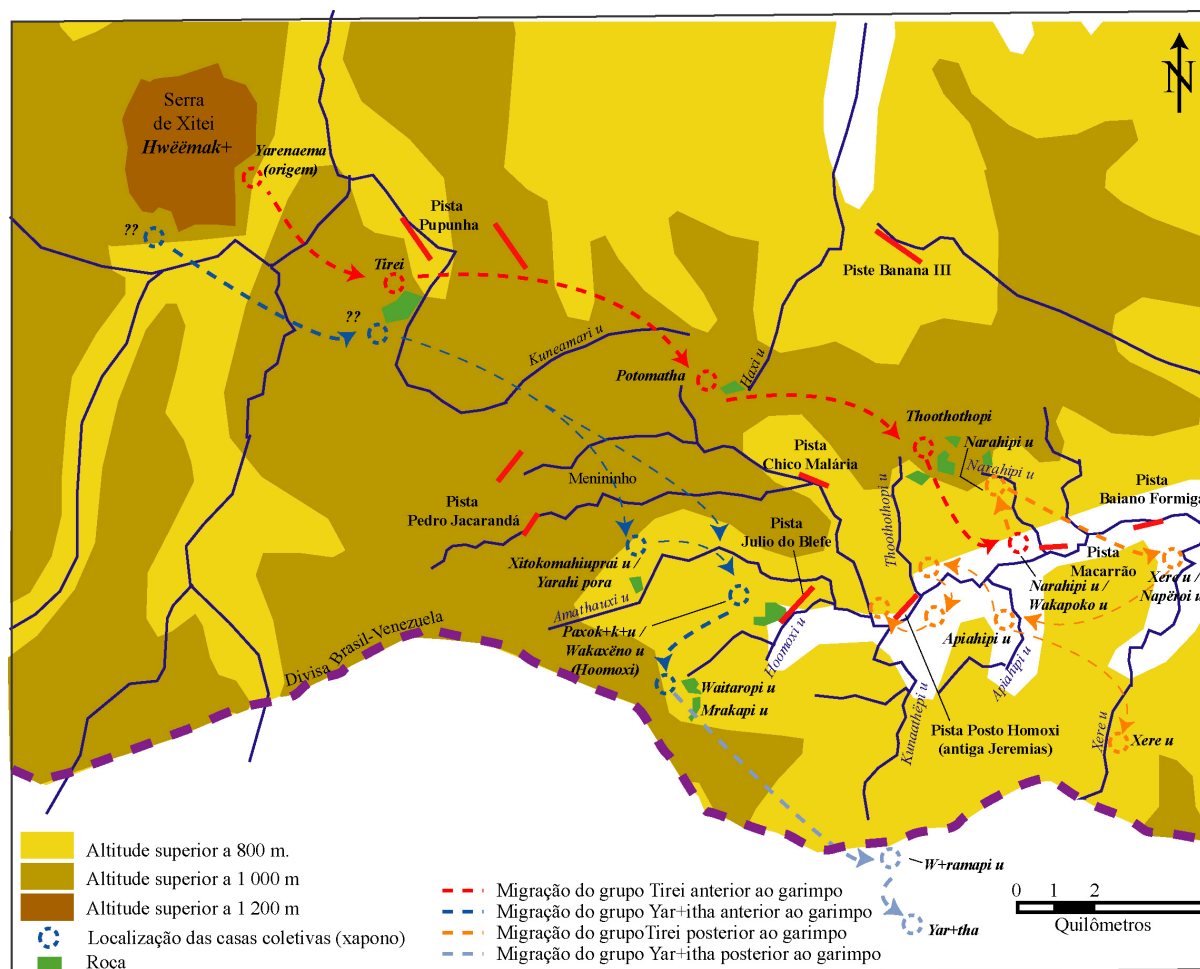 N
Serra
de Xitei
Hwëëmak+
Yarenaema
(origem)
??
Pista
Pupunha
Tirei
??
Piste Banana III
Kuneamari u
Potomatha
Haxi u
Thoothothopi
Narahipi u
Narahipi u
Pista
Chico Malária
Menininho
Pista
Pedro Jacarandá
Pista
Julio do Blefe
Thoothothopi u
Pista
Baiano Formiga
Pista
Macarrão
Xitokomahiuprai u /
Yarahi pora
Narahipi u /
Wakapoko u
Xere u /
Napëroi u
Amathauxi u
Paxok+k+u /
Wakaxëno u
(Hoomoxi)
Hoomoxi u
Apiahipi u
Apiahipi u
Divisa Brasil-Venezuela
Waitaropi u
Mrakapi u
Kunaathëpi u
Pista Posto Homoxi
(antiga Jeremias)
Xere u
Xere u
W+ramapi u
Yar+tha
Altitude superior a 800 m.
Altitude superior a 1 000 m
Altitude superior a 1 200 m
Localização das casas coletivas (xapono)
Roça
Migração do grupo Tirei anterior ao garimpo
Migração do grupo Yar+itha anterior ao garimpo
Migração do grupoTirei posterior ao garimpo
Migração do grupo Yar+itha posterior ao garimpo
0 1 2
Quilômetros